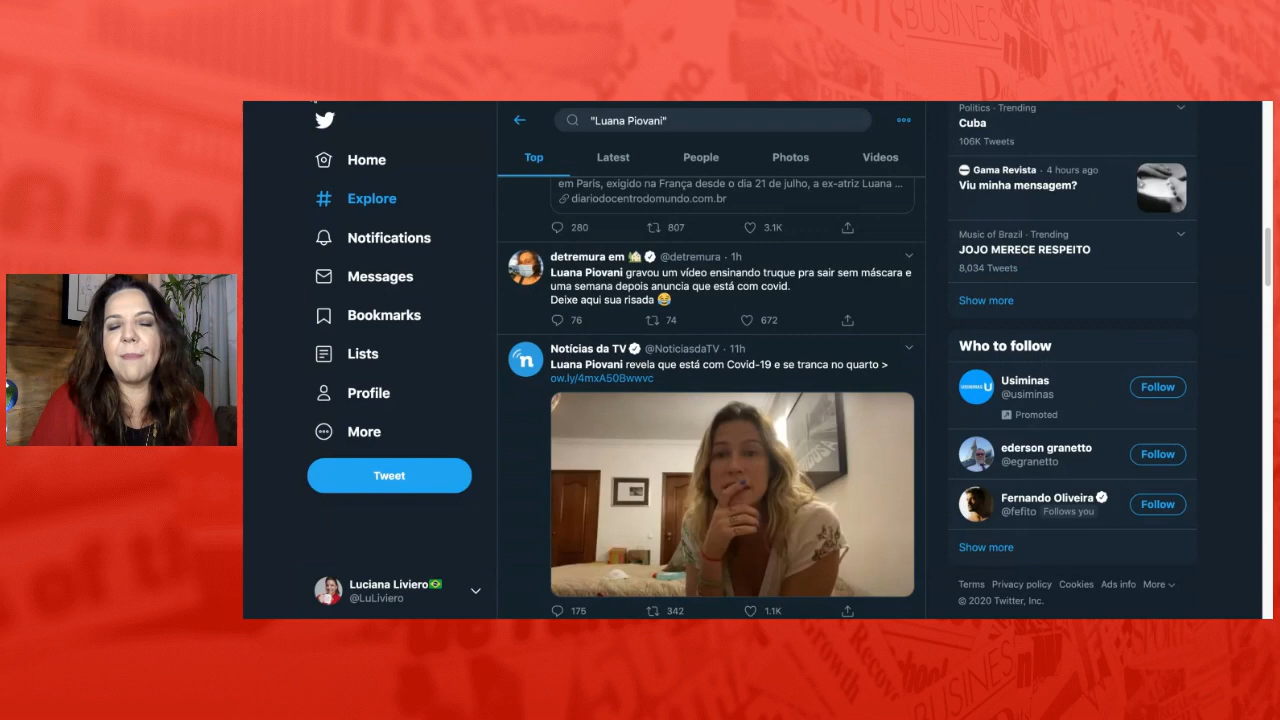 "Luana Piovani"
Home
Explore
Notifications
Messages
Bookmarks
Lists
Profile
More
Tweet
Luciana Liviero🇧🇷
@LuLiviero
Top
Latest
People
Photos
Videos
em Paris, exigido na França desde o dia 21 de julho, a ex-atriz Luana ...
diariodocentrodomundo.com.br
280
807
3.1K
detremura em 🏡 @detremura · 1h
Luana Piovani gravou um vídeo ensinando truque pra sair sem máscara e
uma semana depois anuncia que está com covid.
Deixe aqui sua risada 😂
76
74
672
Notícias da TV @NoticiasdaTV · 11h
Luana Piovani revela que está com Covid-19 e se tranca no quarto >
ow.ly/4mxA50Bwwvc
175
342
1.1K
Politics · Trending
Cuba
106K Tweets
Gama Revista · 4 hours ago
Viu minha mensagem?
Music of Brazil · Trending
JOJO MERECE RESPEITO
8,034 Tweets
Show more
Who to follow
Usiminas
@usiminas
Promoted
Follow
ederson granetto
@egranetto
Follow
Fernando Oliveira
@fefito Follows you
Follow
Show more
Terms Privacy policy Cookies Ads info More
© 2020 Twitter, Inc.
BUSINES
Growth
BUSINES